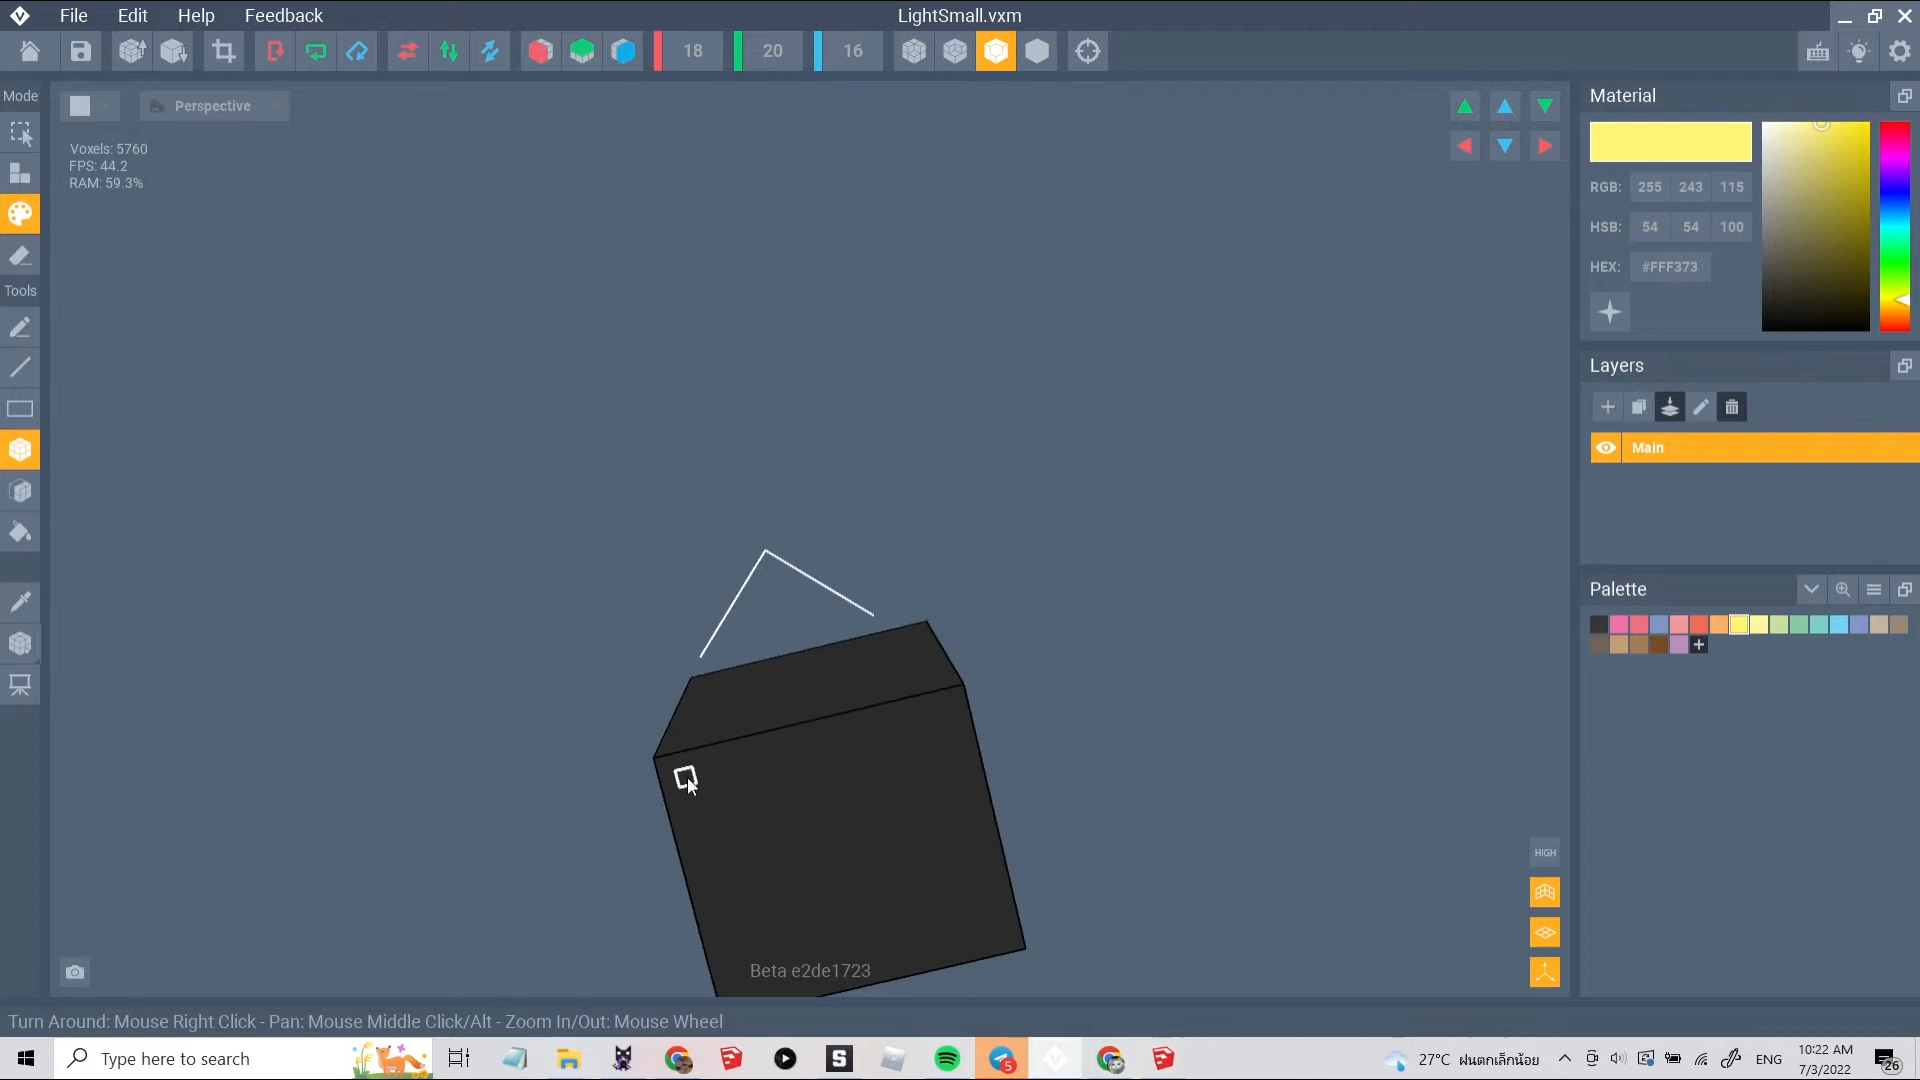 File Edit Help Feedback LightSmall.vxm
18 20 16
Mode
Perspective
Voxels: 5760
FPS: 44.2
RAM: 59.3%
Tools
Material
RGB: 255 243 115
HSB: 54 54 100
HEX: #FFF373
Layers
Main
Palette
HIGH
Beta e2de1723
Turn Around: Mouse Right Click - Pan: Mouse Middle Click/Alt - Zoom In/Out: Mouse Wheel
Type here to search
S
5
27°C ฝนตกเล็กน้อย
ENG
10:22 AM
7/3/2022
26